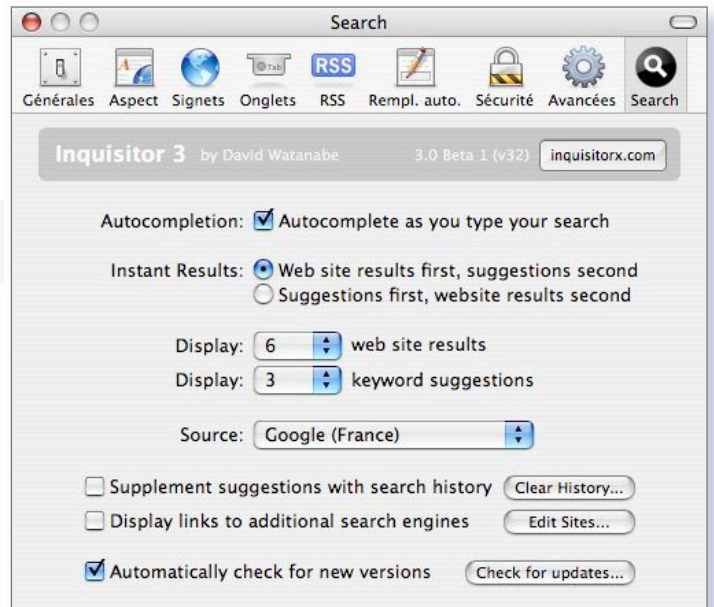 Search
A
@Tab
RSS
Générales Aspect Signets Onglets RSS Rempl. auto. Sécurité Avancées Search
Inquisitor 3 by David Watanabe 3.0 Beta 1 (v32) inquisitorx.com
Autocompletion: Autocomplete as you type your search
Instant Results: Web site results first, suggestions second
Suggestions first, website results second
Display: 6 web site results
Display: 3 keyword suggestions
Source: Google (France)
Supplement suggestions with search history Clear History...
Display links to additional search engines Edit Sites...
Automatically check for new versions Check for updates...